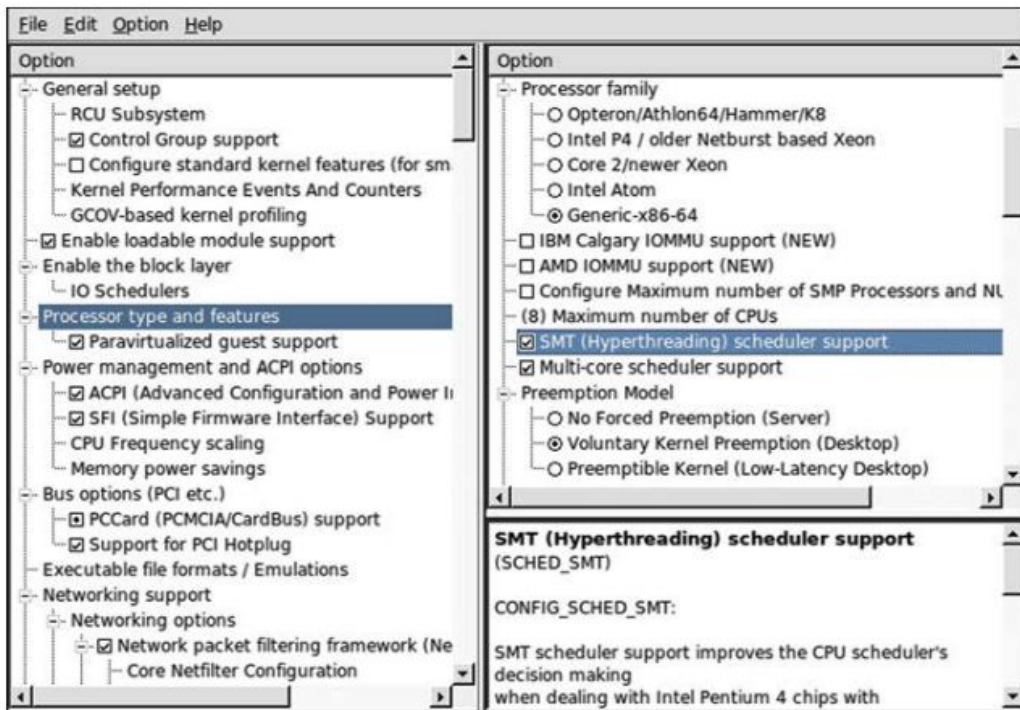 File Edit Option Help
Option
General setup
RCU Subsystem
Control Group support
Configure standard kernel features (for sm
Kernel Performance Events And Counters
GCOV-based kernel profiling
Enable loadable module support
Enable the block layer
IO Schedulers
Processor type and features
Paravirtualized guest support
Power management and ACPI options
ACPI (Advanced Configuration and Power I
SFI (Simple Firmware Interface) Support
CPU Frequency scaling
Memory power savings
Bus options (PCI etc.)
PCCard (PCMCIA/CardBus) support
Support for PCI Hotplug
Executable file formats / Emulations
Networking support
Networking options
Network packet filtering framework (Ne
Core Netfilter Configuration
Option
Processor family
Opteron/Athlon64/Hammer/K8
Intel P4 / older Netburst based Xeon
Core 2/newer Xeon
Intel Atom
Generic-x86-64
IBM Calgary IOMMU support (NEW)
AMD IOMMU support (NEW)
Configure Maximum number of SMP Processors and NU
(8) Maximum number of CPUs
SMT (Hyperthreading) scheduler support
Multi-core scheduler support
Preemption Model
No Forced Preemption (Server)
Voluntary Kernel Preemption (Desktop)
Preemptible Kernel (Low-Latency Desktop)
SMT (Hyperthreading) scheduler support
(SCHED_SMT)
CONFIG_SCHED_SMT:
SMT scheduler support improves the CPU scheduler's
decision making
when dealing with Intel Pentium 4 chips with